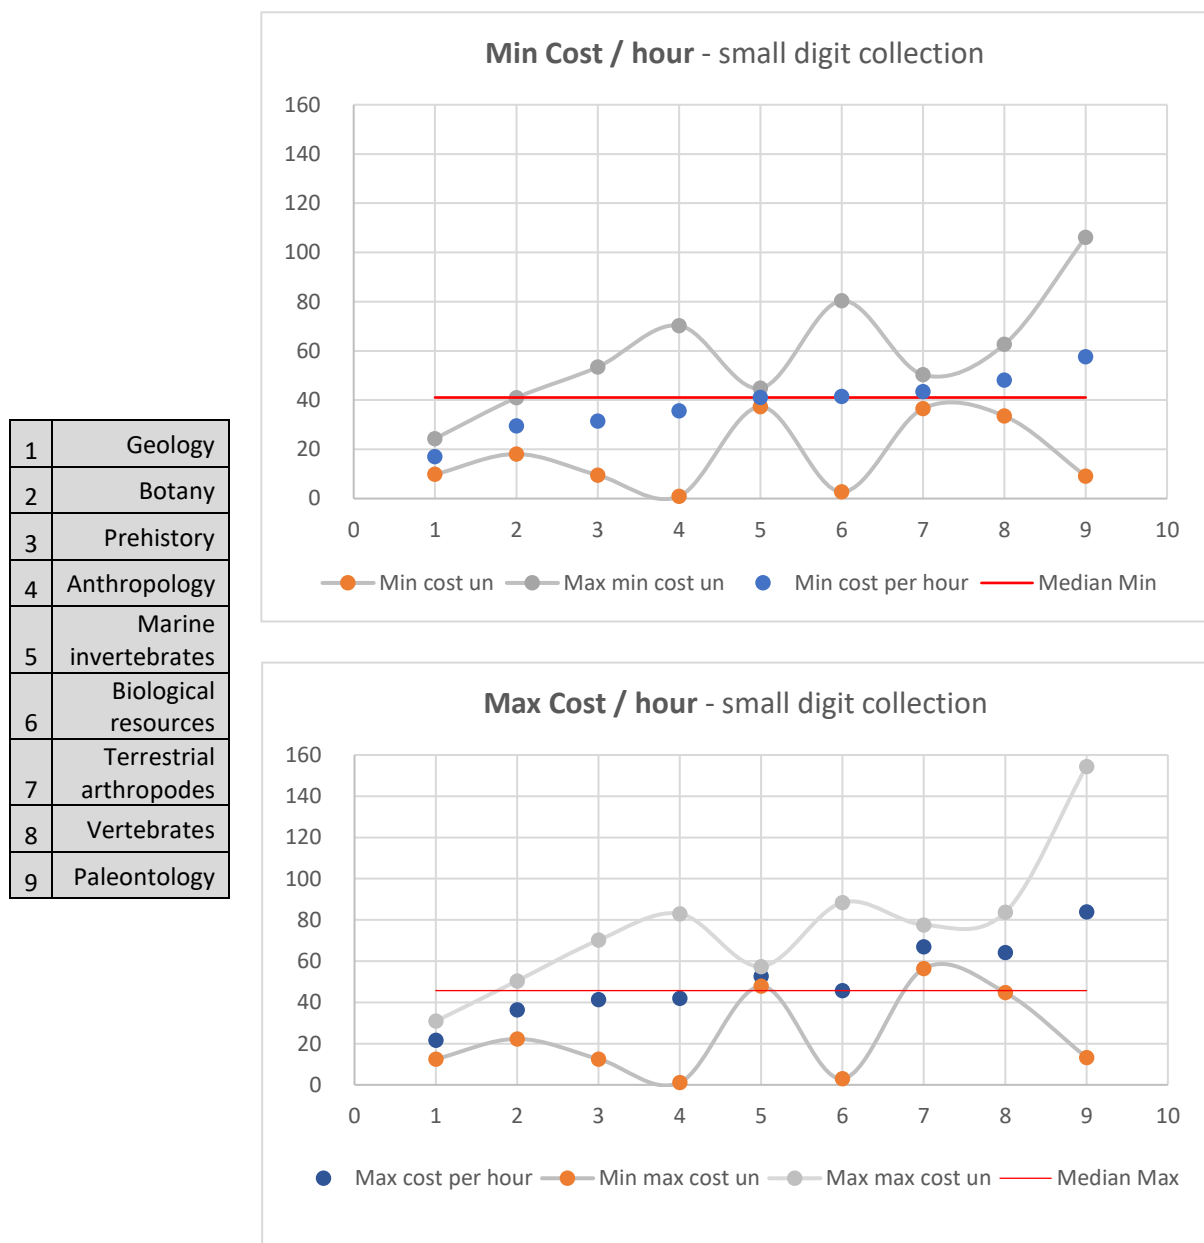 Min Cost / hour - small digit collection
160
140
120
100
80
60
40
20
0
0 1 2 3 4 5 6 7 8 9 10
Min cost un Max min cost un Min cost per hour Median Min
1 Geology
2 Botany
3 Prehistory
4 Anthropology
5 Marine
invertebrates
6 Biological
resources
7 Terrestrial
arthropodes
8 Vertebrates
9 Paleontology
Max Cost / hour - small digit collection
160
140
120
100
80
60
40
20
0
0 1 2 3 4 5 6 7 8 9 10
Max cost per hour Min max cost un Max max cost un Median Max